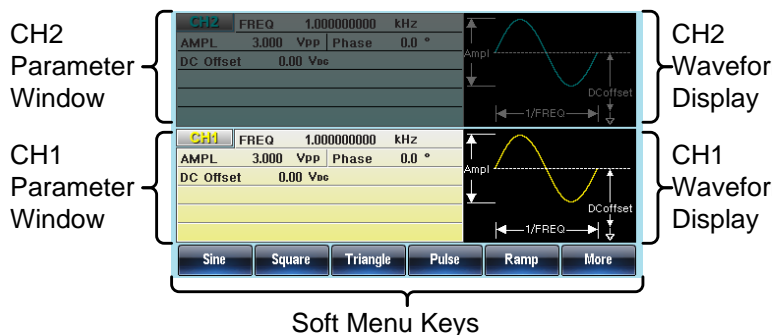 CH2
Parameter
Window
CH2 FREQ 1.000000000 kHz
AMPL 3.000 Vpp Phase 0.0 °
DC Offset 0.00 VDC
Ampl
DCoffset
1/FREQ
CH2
Wavefor
Display
CH1
Parameter
Window
CH1 FREQ 1.000000000 kHz
AMPL 3.000 Vpp Phase 0.0 °
DC Offset 0.00 VDC
Ampl
DCoffset
1/FREQ
CH1
Wavefor
Display
Sine Square Triangle Pulse Ramp More
Soft Menu Keys